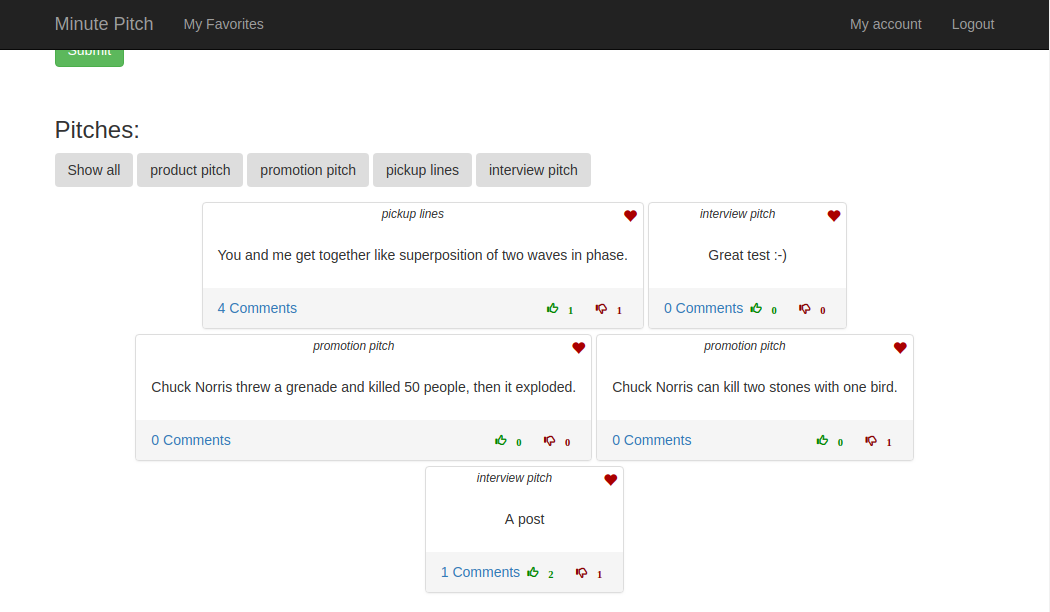 Minute Pitch My Favorites My account Logout
Submit
Pitches:
Show all product pitch promotion pitch pickup lines interview pitch
pickup lines
You and me get together like superposition of two waves in phase.
4 Comments 1 1
interview pitch
Great test :-)
0 Comments 0 0
promotion pitch
Chuck Norris threw a grenade and killed 50 people, then it exploded.
0 Comments 0 0
promotion pitch
Chuck Norris can kill two stones with one bird.
0 Comments 0 1
interview pitch
A post
1 Comments 2 1